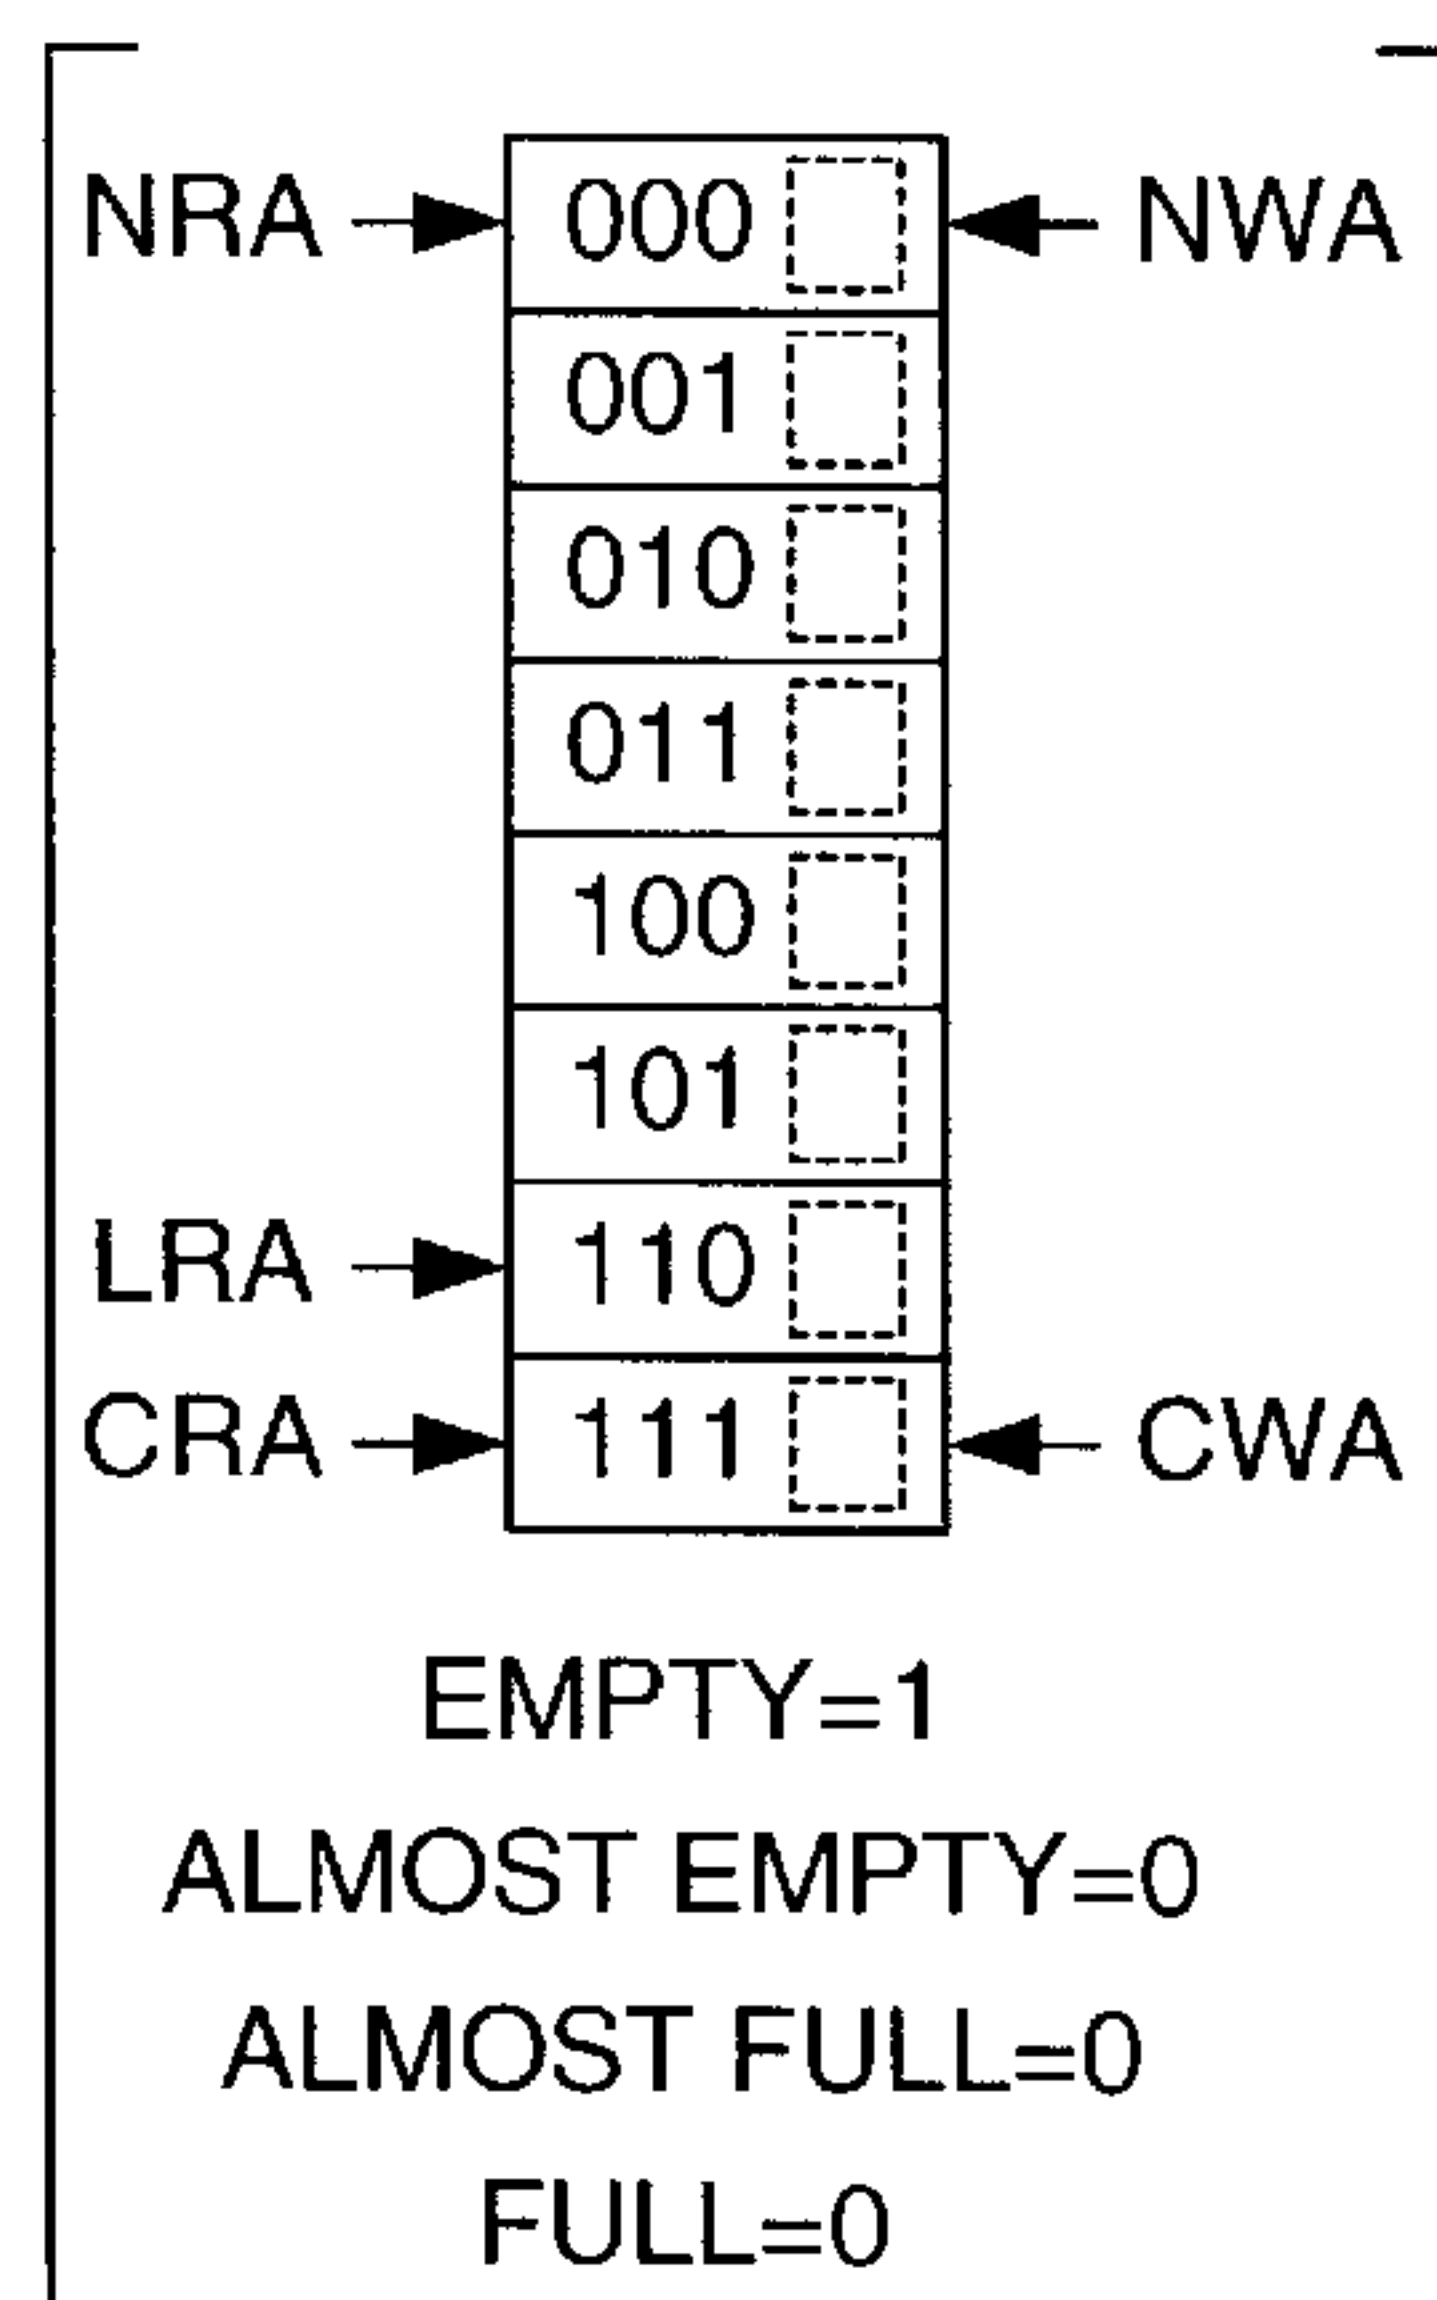 NRA 000 NWA
001
010
011
100
101
LRA 110
CRA 111 CWA
EMPTY=1
ALMOST EMPTY=0
ALMOST FULL=0
FULL=0